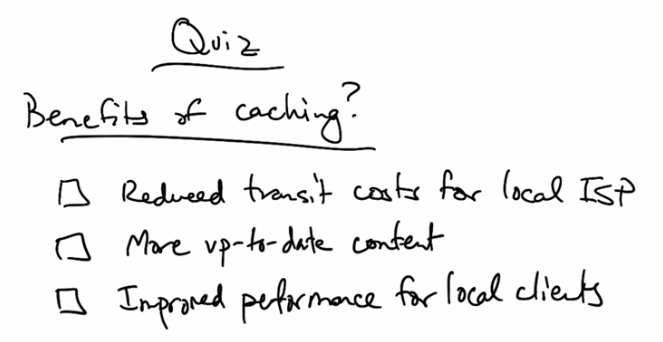 Quiz
Benefits of caching?
Reduced transit costs for local ISP
More up-to-date content
Improved performance for local clients